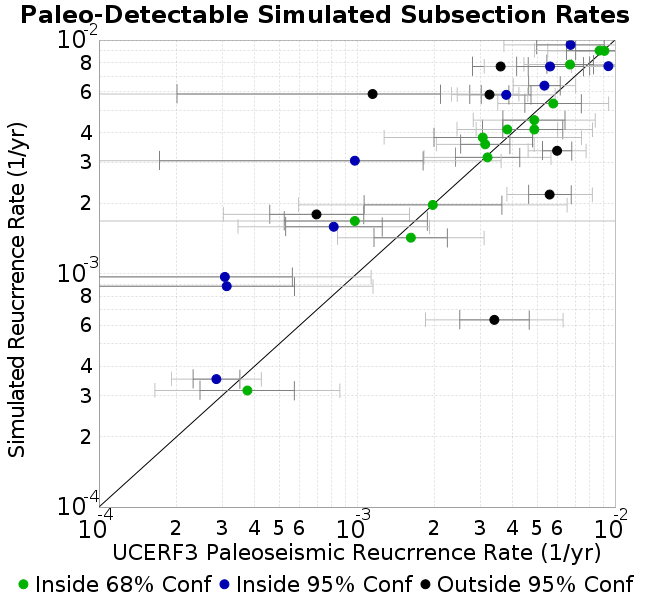 Paleo-Detectable Simulated Subsection Rates
Simulated Reucrrence Rate (1/yr)
10-2
8
6
4
3
2
10-3
8
6
4
3
2
10-4
10-4 2 3 4 5 6 10-3 2 3 4 5 6 10-2
UCERF3 Paleoseismic Reucrrence Rate (1/yr)
Inside 68% Conf Inside 95% Conf Outside 95% Conf